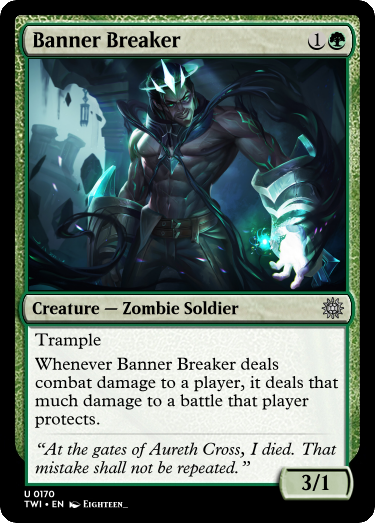 Banner Breaker 1
Creature — Zombie Soldier
Trample
Whenever Banner Breaker deals
combat damage to a player, it deals that
much damage to a battle that player
protects.
“At the gates of Aureth Cross, I died. That
mistake shall not be repeated.”
3/1
U 0170
TWI • EN Eighteen_